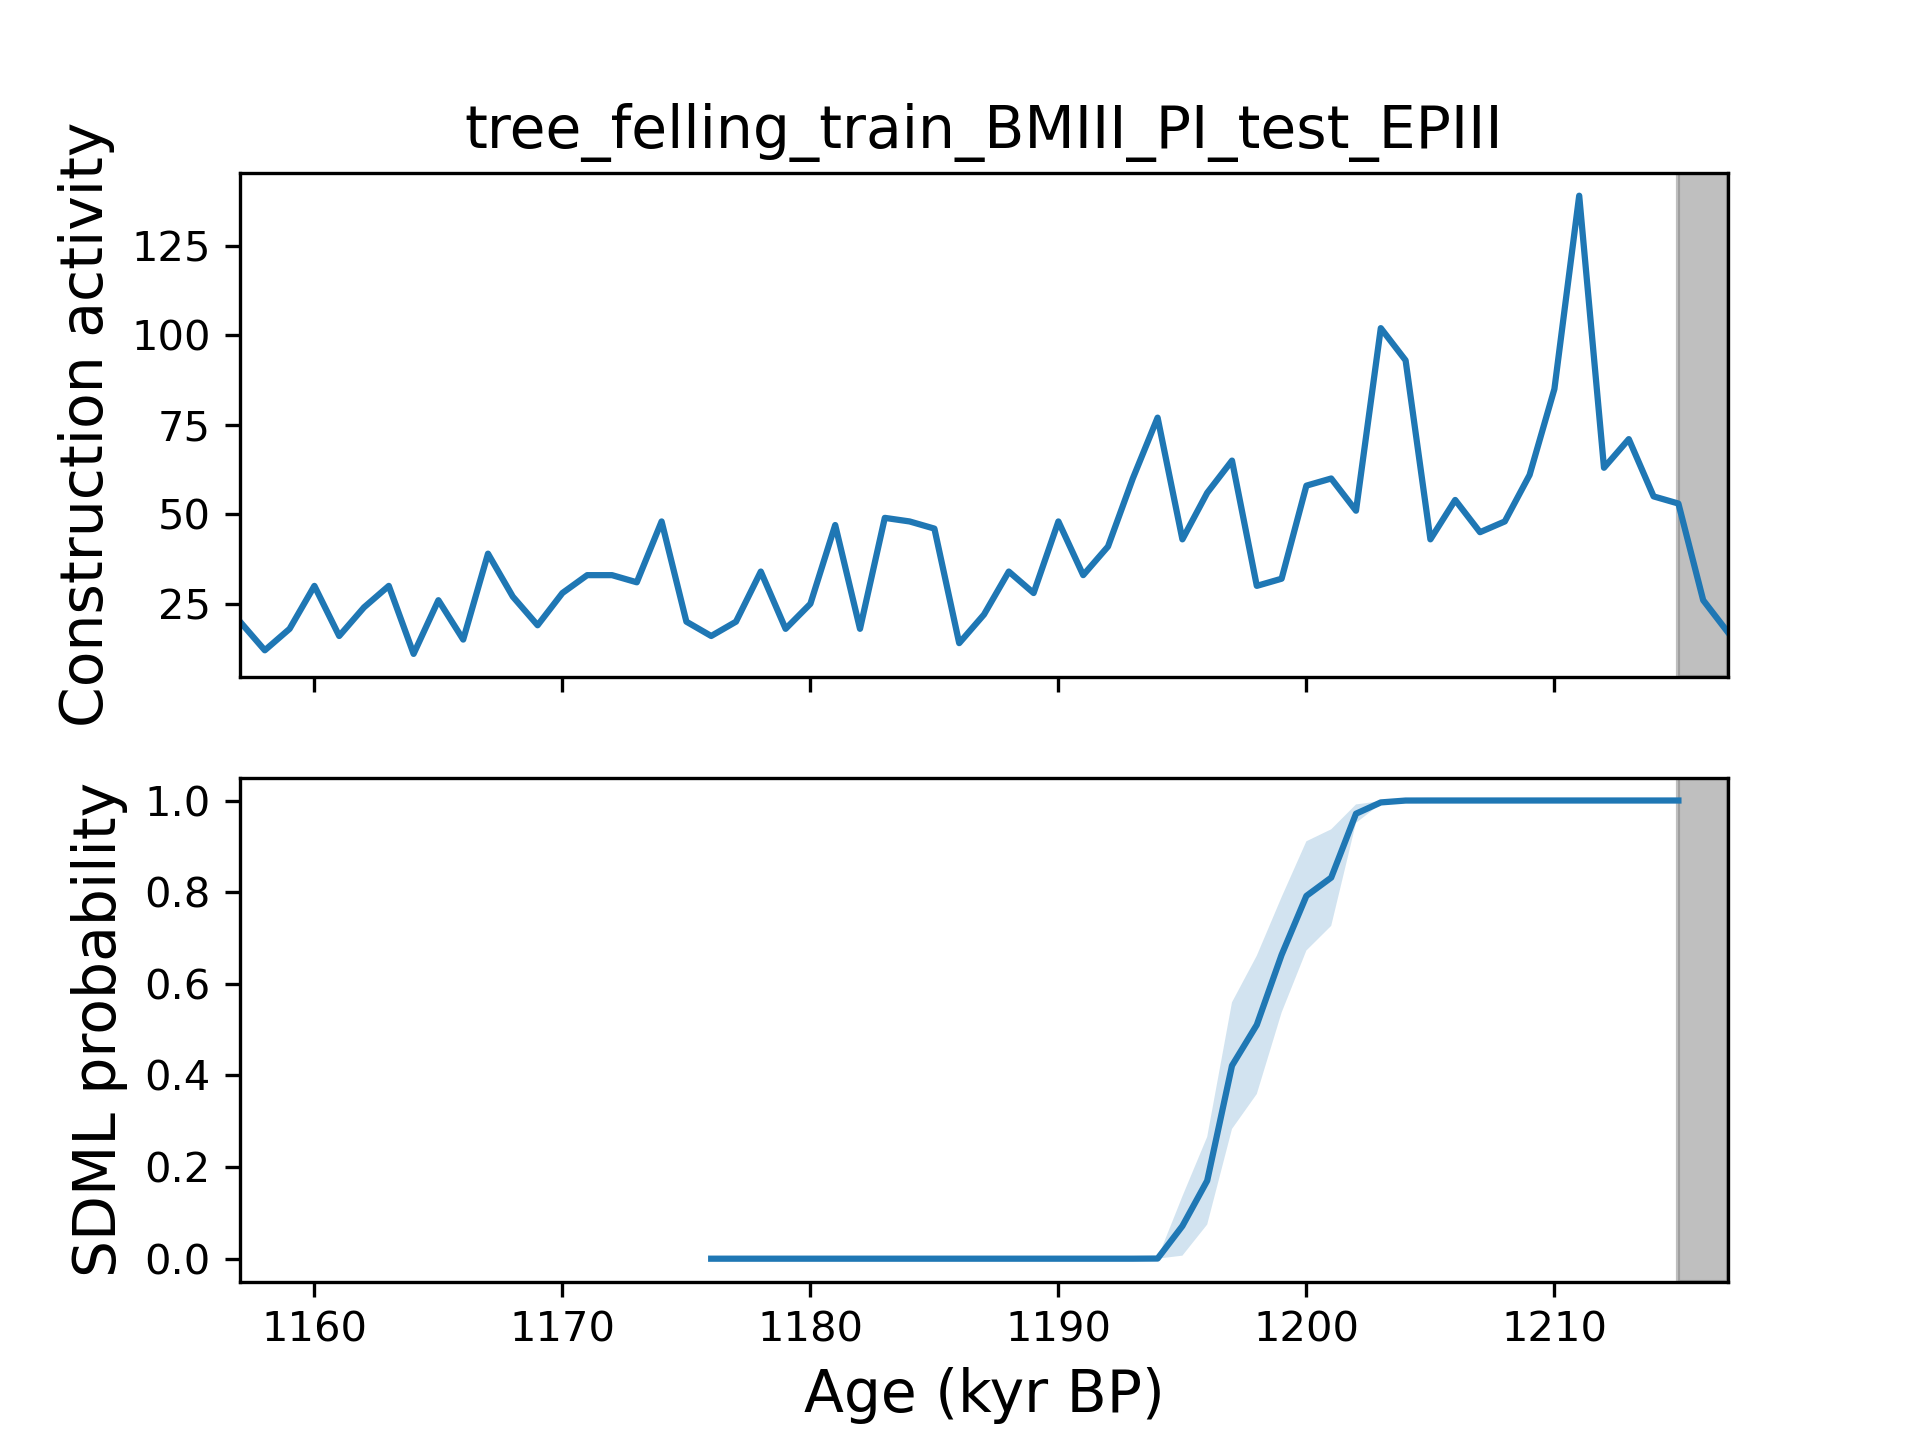 tree_felling_train_BMIII_PI_test_EPIII
Construction activity
125
100
75
50
25
SDML probability
1.0
0.8
0.6
0.4
0.2
0.0
1160 1170 1180 1190 1200 1210
Age (kyr BP)